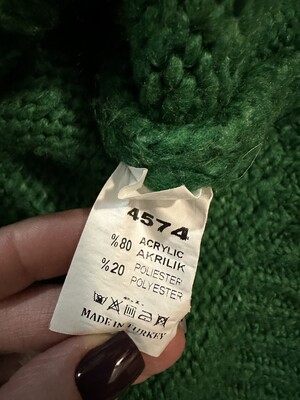 4574
%80 ACRYLIC
AKRILIK
%20 POLIESTER
POLYESTER
MADE IN TURKEY